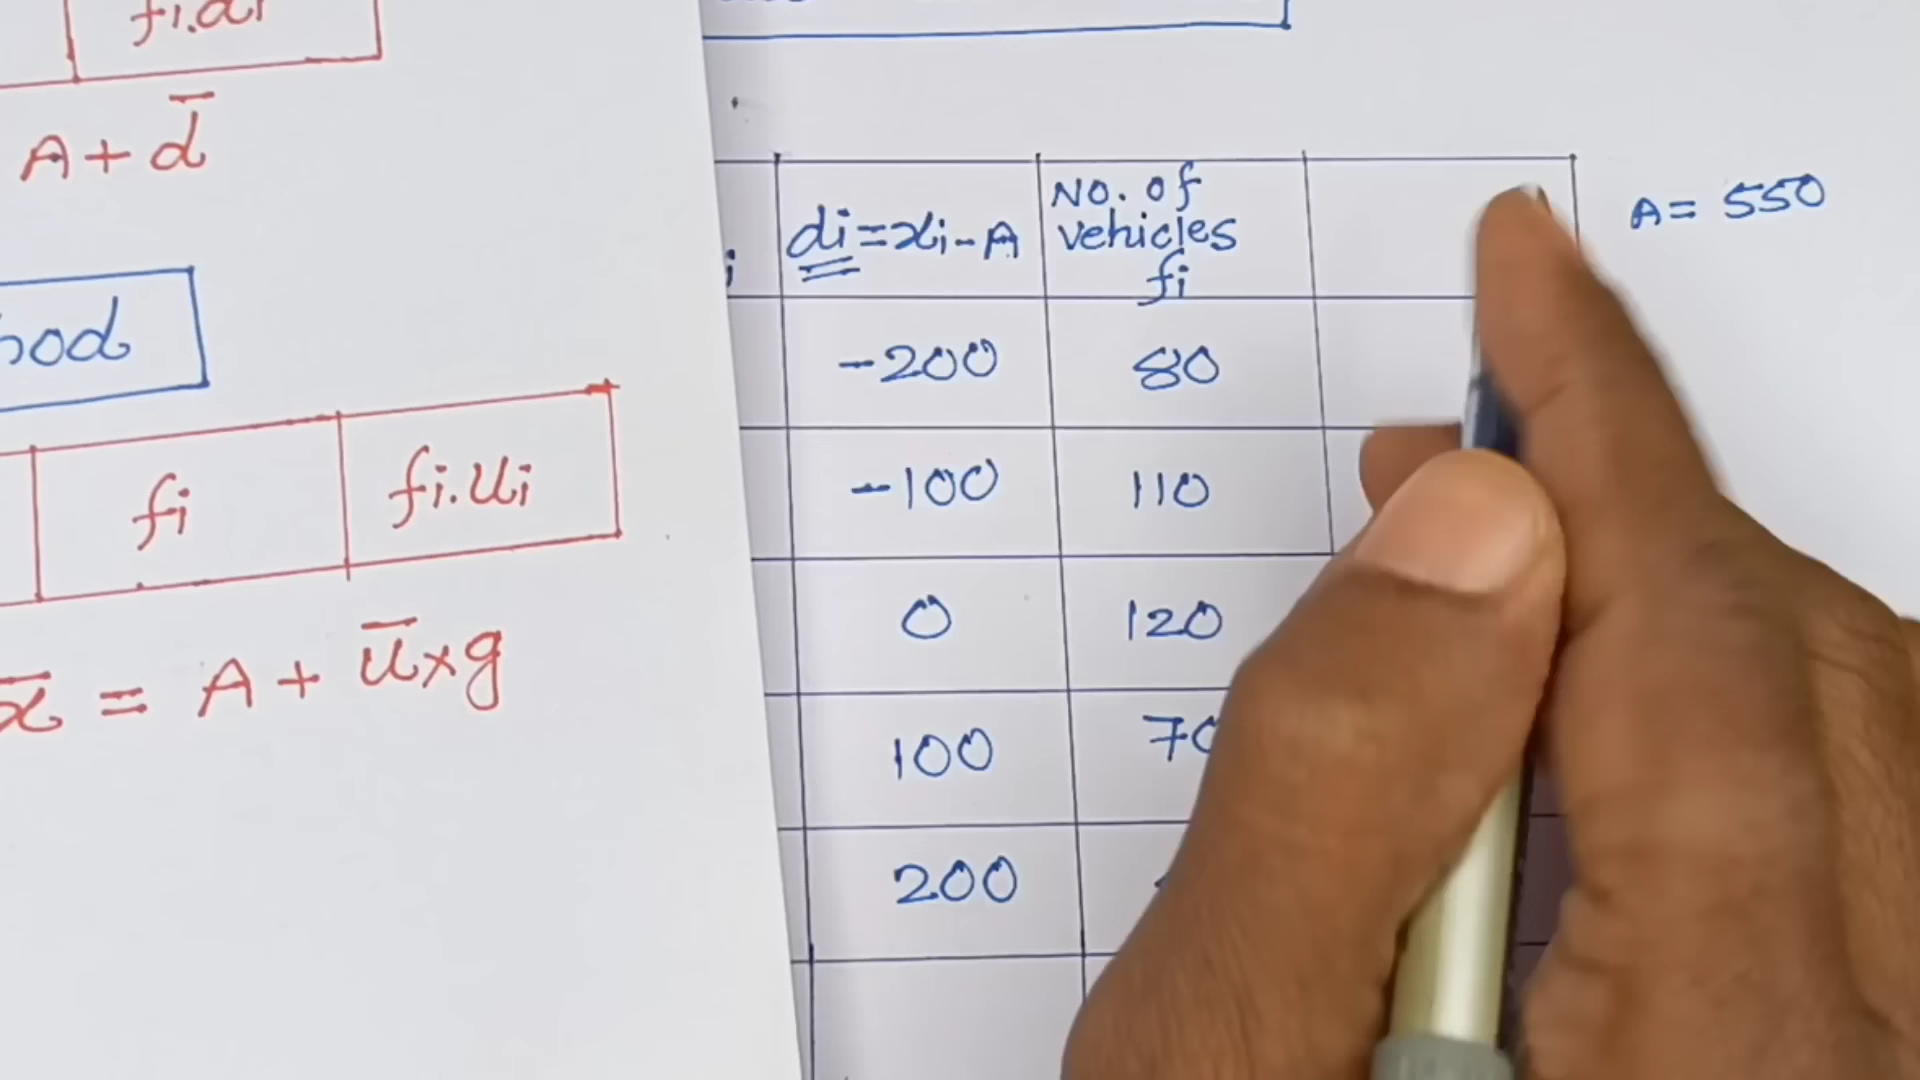 fi.di
A + d̄
hod
fi fi.ui
x̄ = A + ū × g
di = xi - A No. of vehicles fi
A = 550
-200 80
-100 110
0 120
100 70
200